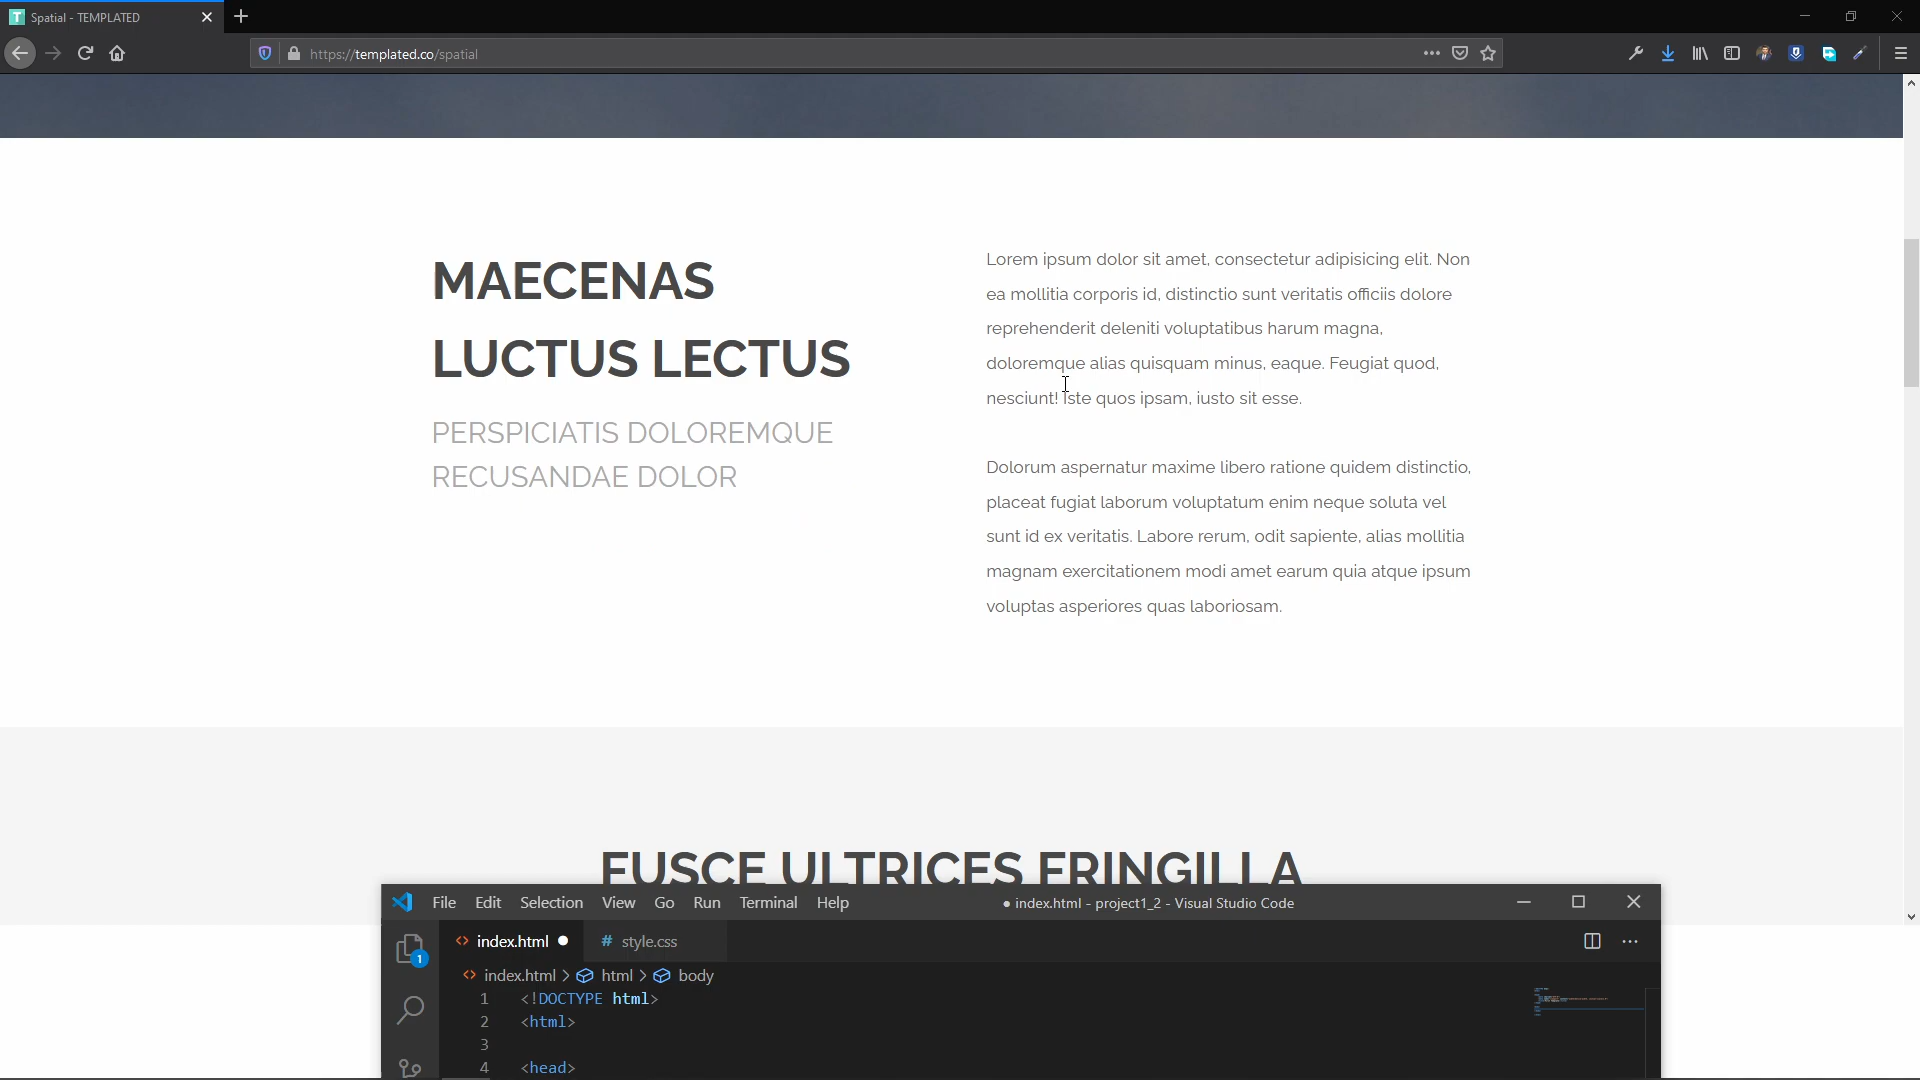 Spatial - TEMPLATED
https://templated.co/spatial
MAECENAS
LUCTUS LECTUS
PERSPICIATIS DOLOREMQUE
RECUSANDAE DOLOR
Lorem ipsum dolor sit amet, consectetur adipisicing elit. Non
ea mollitia corporis id, distinctio sunt veritatis officiis dolore
reprehenderit deleniti voluptatibus harum magna,
doloremque alias quisquam minus, eaque. Feugiat quod,
nesciunt! Iste quos ipsam, iusto sit esse.
Dolorum aspernatur maxime libero ratione quidem distinctio,
placeat fugiat laborum voluptatum enim neque soluta vel
sunt id ex veritatis. Labore rerum, odit sapiente, alias mollitia
magnam exercitationem modi amet earum quia atque ipsum
voluptas asperiores quas laboriosam.
FUSCE ULTRICES FRINGILLA
File Edit Selection View Go Run Terminal Help
● index.html - project1_2 - Visual Studio Code
index.html ● # style.css
1
index.html > html > body
1 <!DOCTYPE html>
2 <html>
3
4 <head>